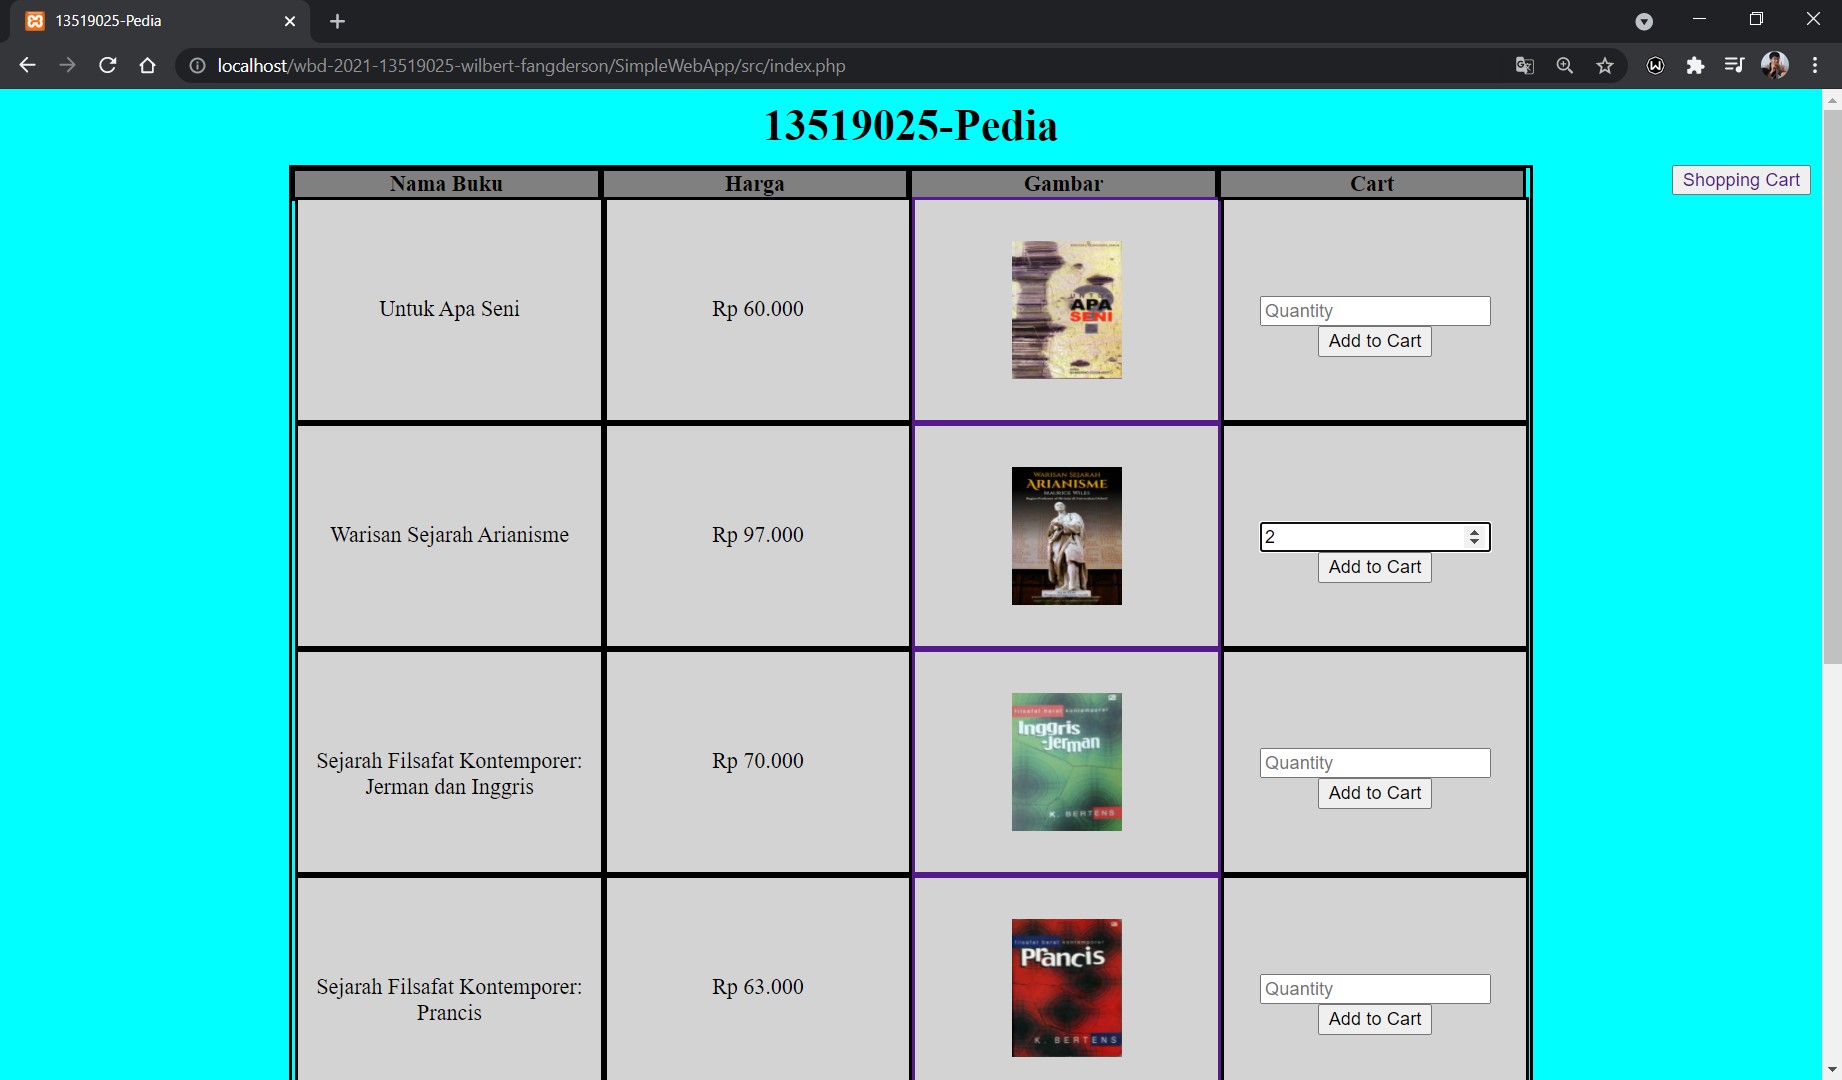 13519025-Pedia
localhost/wbd-2021-13519025-wilbert-fangderson/SimpleWebApp/src/index.php
13519025-Pedia
Shopping Cart
Nama Buku Harga Gambar Cart
Untuk Apa Seni
Rp 60.000
UNTUK
APA
SENI
?
Quantity
Add to Cart
Warisan Sejarah Arianisme
Rp 97.000
WARISAN SEJARAH
ARIANISME
MAURICE WILES
2
Add to Cart
Sejarah Filsafat Kontemporer:
Jerman dan Inggris
Rp 70.000
filsafat barat kontemporer
Inggris
-Jerman
K. BERTENS
Quantity
Add to Cart
Sejarah Filsafat Kontemporer:
Prancis
Rp 63.000
filsafat barat kontemporer
Prancis
K. BERTENS
Quantity
Add to Cart